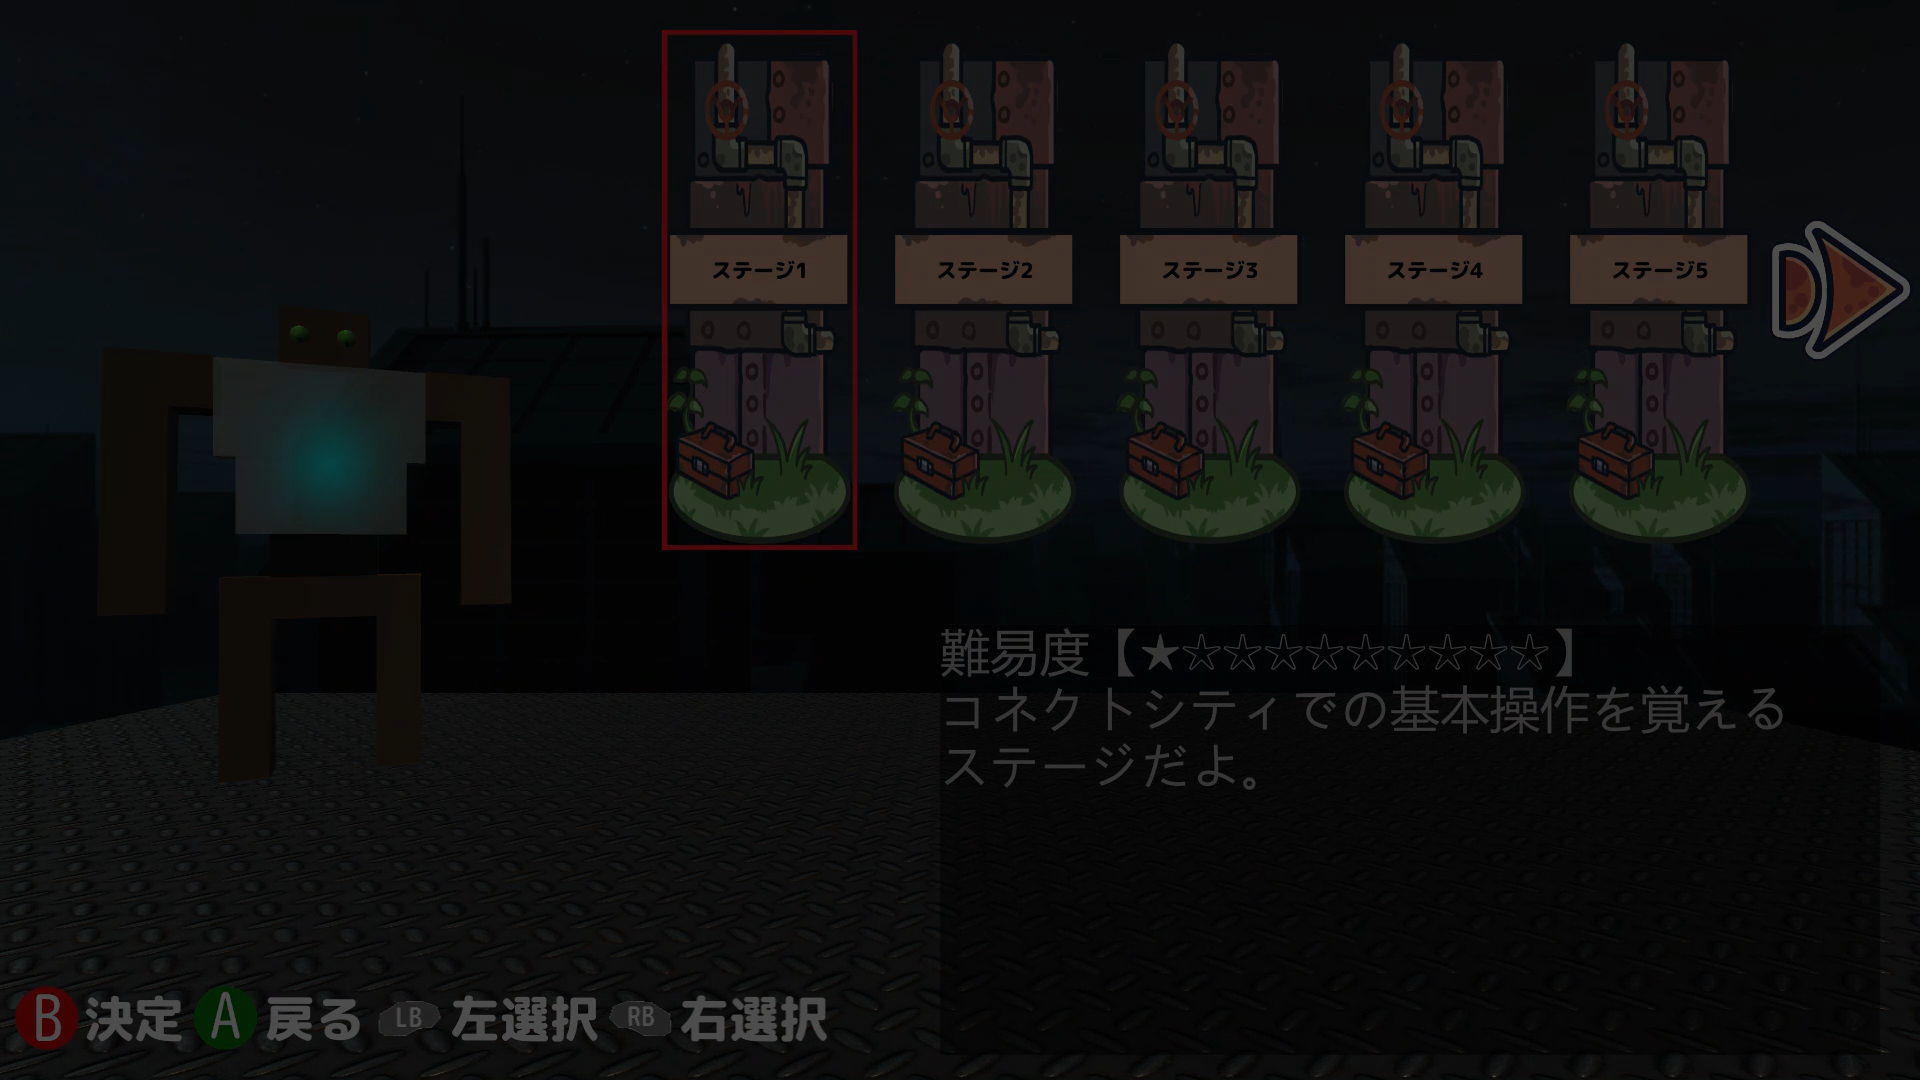 ステージ1
ステージ2
ステージ3
ステージ4
ステージ5
難易度【★☆☆☆☆☆☆☆☆☆】
コネクトシティでの基本操作を覚える
ステージだよ。
B 決定 A 戻る LB 左選択 RB 右選択